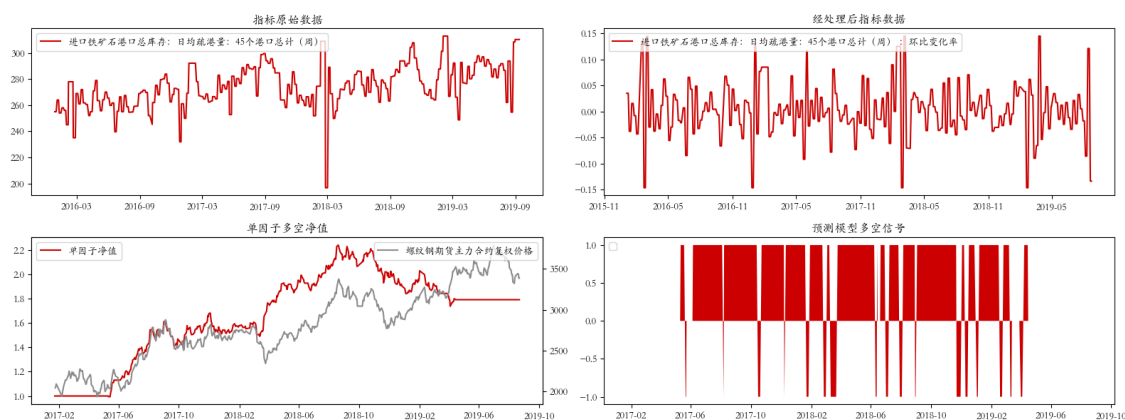 指标原始数据
进口铁矿石港口总库存：日均疏港量：45个港口总计（周）
300
280
260
240
220
200
2016-03 2016-09 2017-03 2017-09 2018-03 2018-09 2019-03 2019-09
经处理后指标数据
进口铁矿石港口总库存：日均疏港量：45个港口总计（周）：环比变化率
0.15
0.10
0.05
0.00
−0.05
−0.10
−0.15
2015-11 2016-05 2016-11 2017-05 2017-11 2018-05 2018-11 2019-05
单因子多空净值
单因子净值
螺纹钢期货主力合约复权价格
2.2
2.0
1.8
1.6
1.4
1.2
1.0
3500
3000
2500
2000
2017-02 2017-06 2017-10 2018-02 2018-06 2018-10 2019-02 2019-06 2019-10
预测模型多空信号
1.0
0.5
0.0
−0.5
−1.0
2017-02 2017-06 2017-10 2018-02 2018-06 2018-10 2019-02 2019-06 2019-10